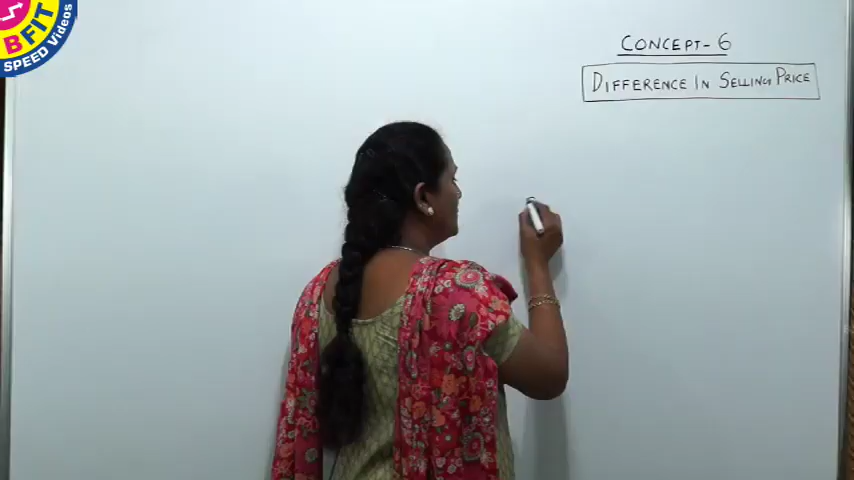 BFIT
SPEED Videos
CONCEPT-6
DIFFERENCE IN SELLING PRICE